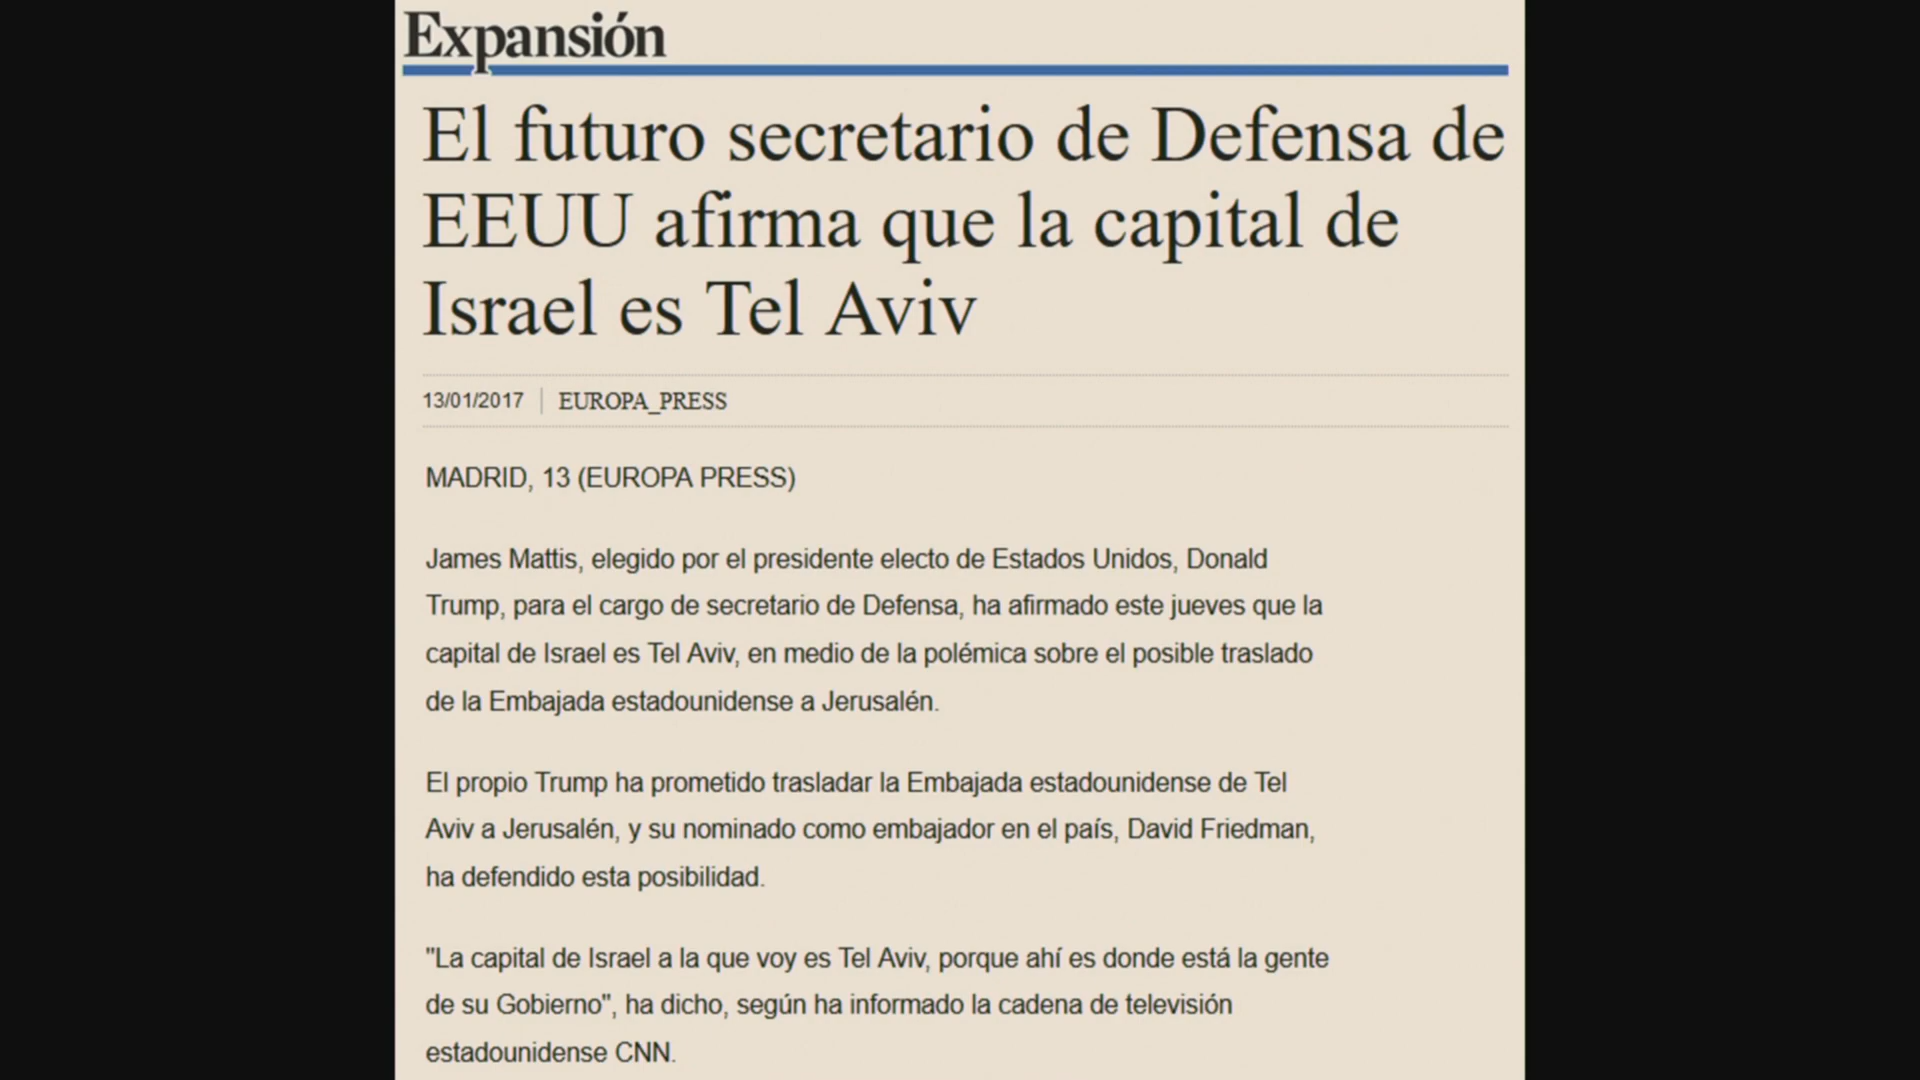 Expansión
El futuro secretario de Defensa de
EEUU afirma que la capital de
Israel es Tel Aviv
13/01/2017 EUROPA_PRESS
MADRID, 13 (EUROPA PRESS)
James Mattis, elegido por el presidente electo de Estados Unidos, Donald
Trump, para el cargo de secretario de Defensa, ha afirmado este jueves que la
capital de Israel es Tel Aviv, en medio de la polémica sobre el posible traslado
de la Embajada estadounidense a Jerusalén.
El propio Trump ha prometido trasladar la Embajada estadounidense de Tel
Aviv a Jerusalén, y su nominado como embajador en el país, David Friedman,
ha defendido esta posibilidad.
"La capital de Israel a la que voy es Tel Aviv, porque ahí es donde está la gente
de su Gobierno", ha dicho, según ha informado la cadena de televisión
estadounidense CNN.